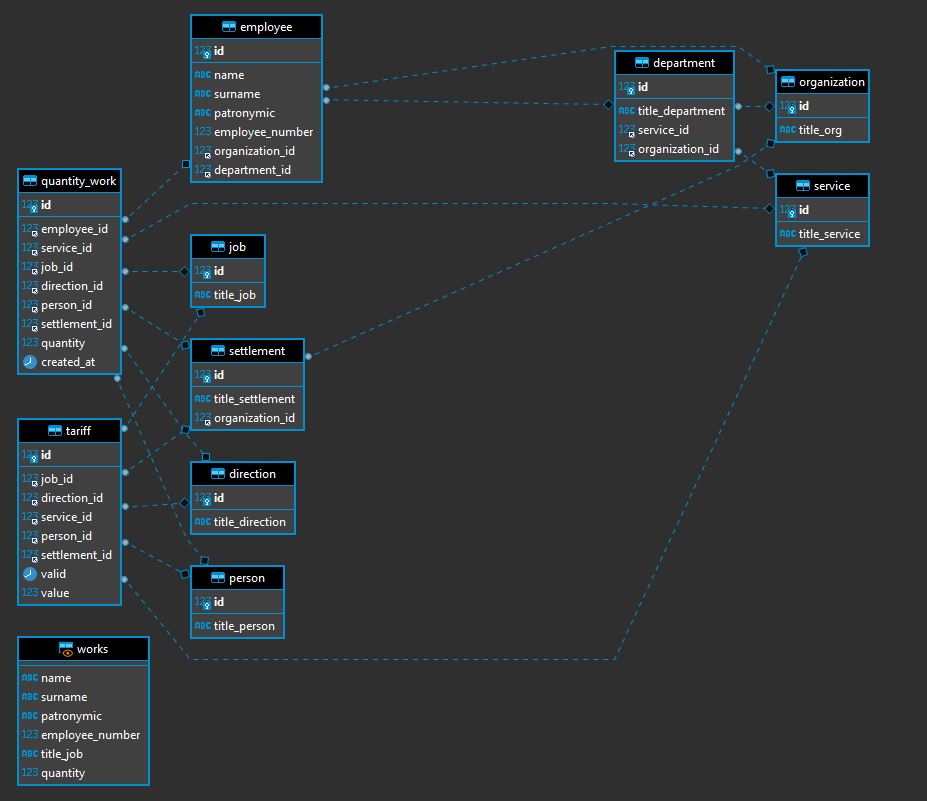 employee
123 id
ABC name
ABC surname
ABC patronymic
123 employee_number
123 organization_id
123 department_id
department
123 id
ABC title_department
123 service_id
123 organization_id
organization
123 id
ABC title_org
service
123 id
ABC title_service
quantity_work
123 id
123 employee_id
123 service_id
123 job_id
123 direction_id
123 person_id
123 settlement_id
123 quantity
created_at
job
123 id
ABC title_job
settlement
123 id
ABC title_settlement
123 organization_id
tariff
123 id
123 job_id
123 direction_id
123 service_id
123 person_id
123 settlement_id
valid
123 value
direction
123 id
ABC title_direction
person
123 id
ABC title_person
works
ABC name
ABC surname
ABC patronymic
123 employee_number
ABC title_job
123 quantity